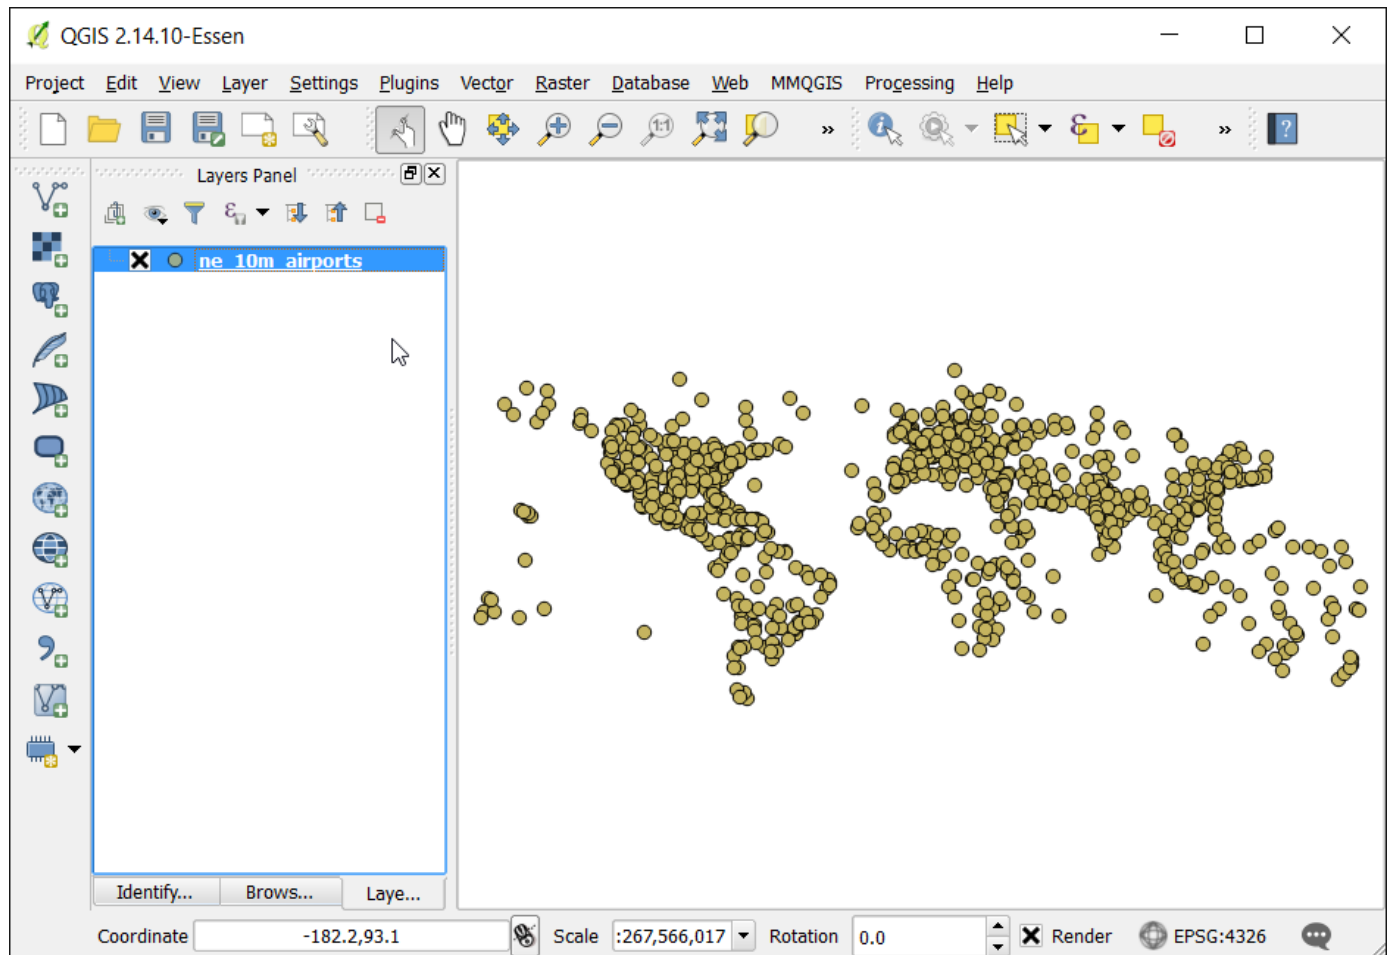 QGIS 2.14.10-Essen
Project Edit View Layer Settings Plugins Vector Raster Database Web MMQGIS Processing Help
1:1
?
Layers Panel
ne_10m_airports
Identify... Brows... Laye...
Coordinate -182.2,93.1 Scale :267,566,017 Rotation 0.0 Render EPSG:4326